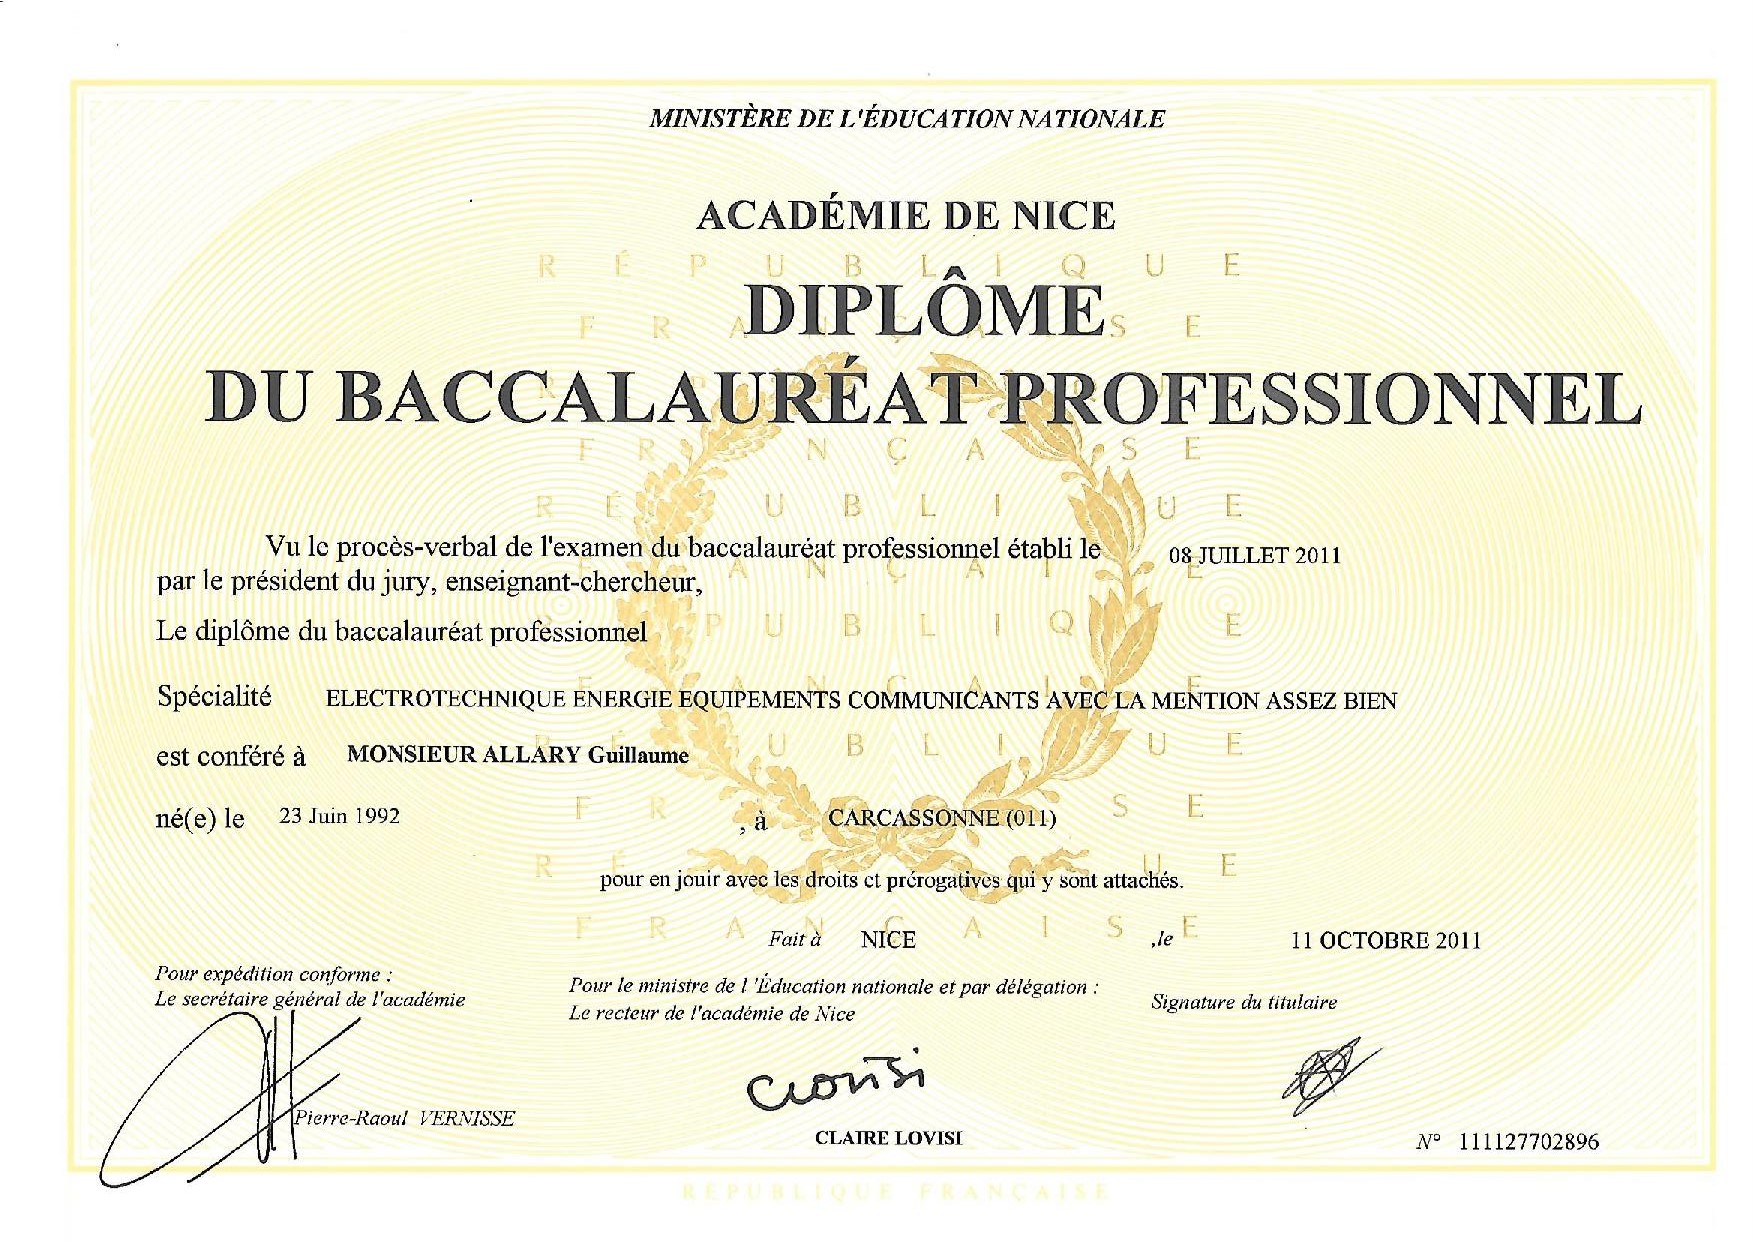 MINISTÈRE DE L'ÉDUCATION NATIONALE
ACADÉMIE DE NICE
RÉPUBLIQUE
DIPLÔME
FRANÇAISE
DU BACCALAURÉAT PROFESSIONNEL
Vu le procès-verbal de l'examen du baccalauréat professionnel établi le 08 JUILLET 2011
par le président du jury, enseignant-chercheur,
Le diplôme du baccalauréat professionnel
Spécialité ELECTROTECHNIQUE ENERGIE EQUIPEMENTS COMMUNICANTS AVEC LA MENTION ASSEZ BIEN
est conféré à MONSIEUR ALLARY Guillaume
né(e) le 23 Juin 1992 , à CARCASSONNE (011)
pour en jouir avec les droits et prérogatives qui y sont attachés.
Fait à NICE ,le 11 OCTOBRE 2011
Pour expédition conforme :
Le secrétaire général de l'académie
Pour le ministre de l'Éducation nationale et par délégation :
Le recteur de l'académie de Nice
Signature du titulaire
Pierre-Raoul VERNISSE
CLAIRE LOVISI
N° 111127702896
RÉPUBLIQUE FRANÇAISE